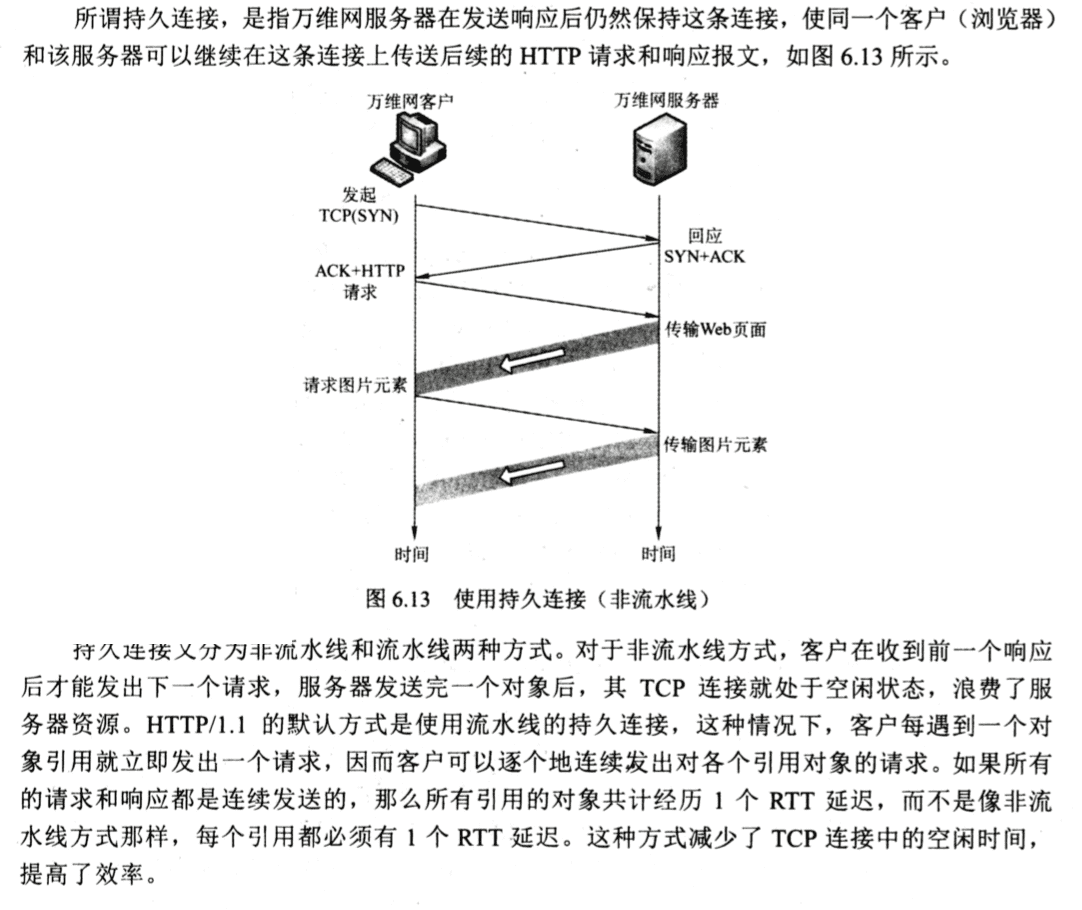 所谓持久连接，是指万维网服务器在发送响应后仍然保持这条连接，使同一个客户（浏览器）
和该服务器可以继续在这条连接上传送后续的 HTTP 请求和响应报文，如图 6.13 所示。
万维网客户
万维网服务器
发起
TCP(SYN)
回应
SYN+ACK
ACK+HTTP
请求
传输Web页面
请求图片元素
传输图片元素
时间
时间
图 6.13 使用持久连接（非流水线）
持久连接又分为非流水线和流水线两种方式。对于非流水线方式，客户在收到前一个响应
后才能发出下一个请求，服务器发送完一个对象后，其 TCP 连接就处于空闲状态，浪费了服
务器资源。HTTP/1.1 的默认方式是使用流水线的持久连接，这种情况下，客户每遇到一个对
象引用就立即发出一个请求，因而客户可以逐个地连续发出对各个引用对象的请求。如果所有
的请求和响应都是连续发送的，那么所有引用的对象共计经历 1 个 RTT 延迟，而不是像非流
水线方式那样，每个引用都必须有 1 个 RTT 延迟。这种方式减少了 TCP 连接中的空闲时间，
提高了效率。